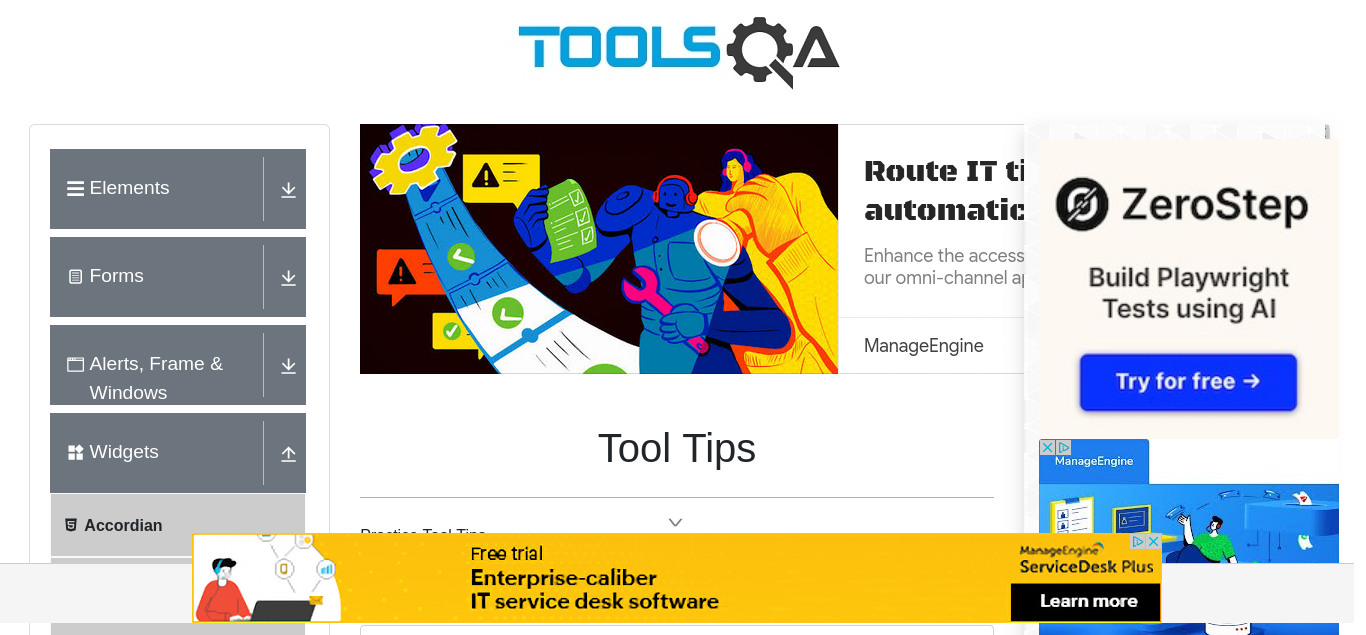 TOOLSQA
Elements
Forms
Alerts, Frame &
Windows
Widgets
Accordian
Route IT ti
automatic
Enhance the access
our omni-channel ap
ManageEngine
Tool Tips
Practice Tool Tips
ZeroStep
Build Playwright
Tests using AI
Try for free →
ManageEngine
Free trial
Enterprise-caliber
IT service desk software
ManageEngine
ServiceDesk Plus
Learn more